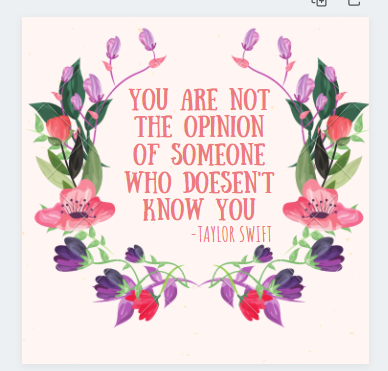 YOU ARE NOT
THE OPINION
OF SOMEONE
WHO DOESEN'T
KNOW YOU
-TAYLOR SWIFT